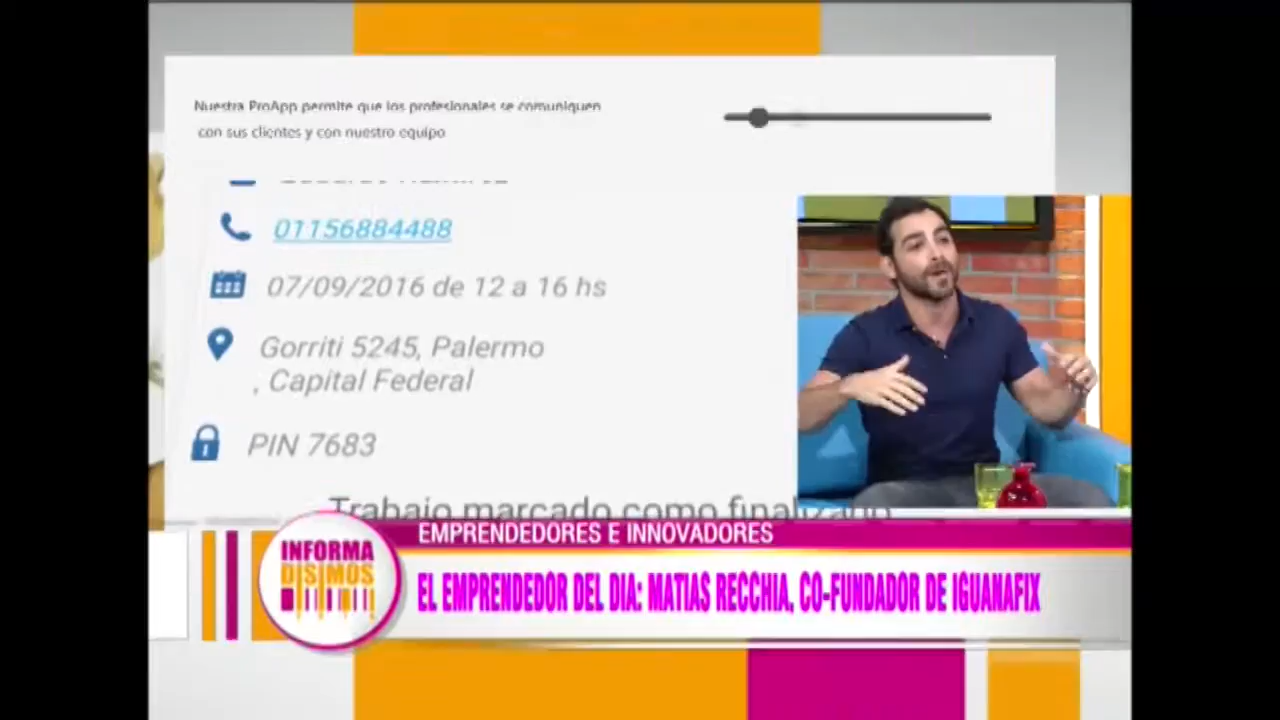 Nuestra ProApp permite que los profesionales se comuniquen
con sus clientes y con nuestro equipo
01156884488
07/09/2016 de 12 a 16 hs
Gorriti 5245, Palermo
, Capital Federal
PIN 7683
Trabajo marcado como finalizado
EMPRENDEDORES E INNOVADORES
INFORMA
DISIMOS
EL EMPRENDEDOR DEL DIA: MATIAS RECCHIA, CO-FUNDADOR DE IGUANAFIX